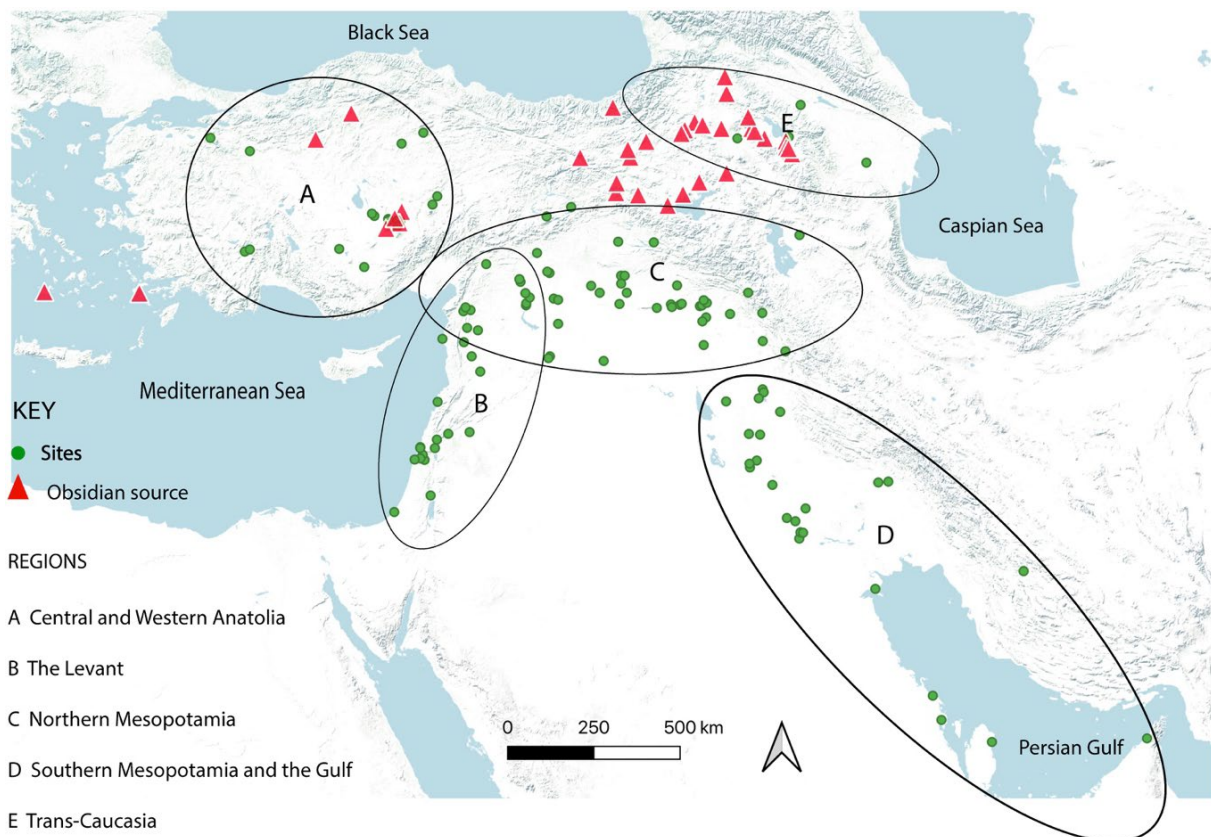 Black Sea
E
A
Caspian Sea
C
Mediterranean Sea
B
KEY
Sites
Obsidian source
D
REGIONS
A Central and Western Anatolia
B The Levant
C Northern Mesopotamia
0 250 500 km
D Southern Mesopotamia and the Gulf
Persian Gulf
E Trans-Caucasia